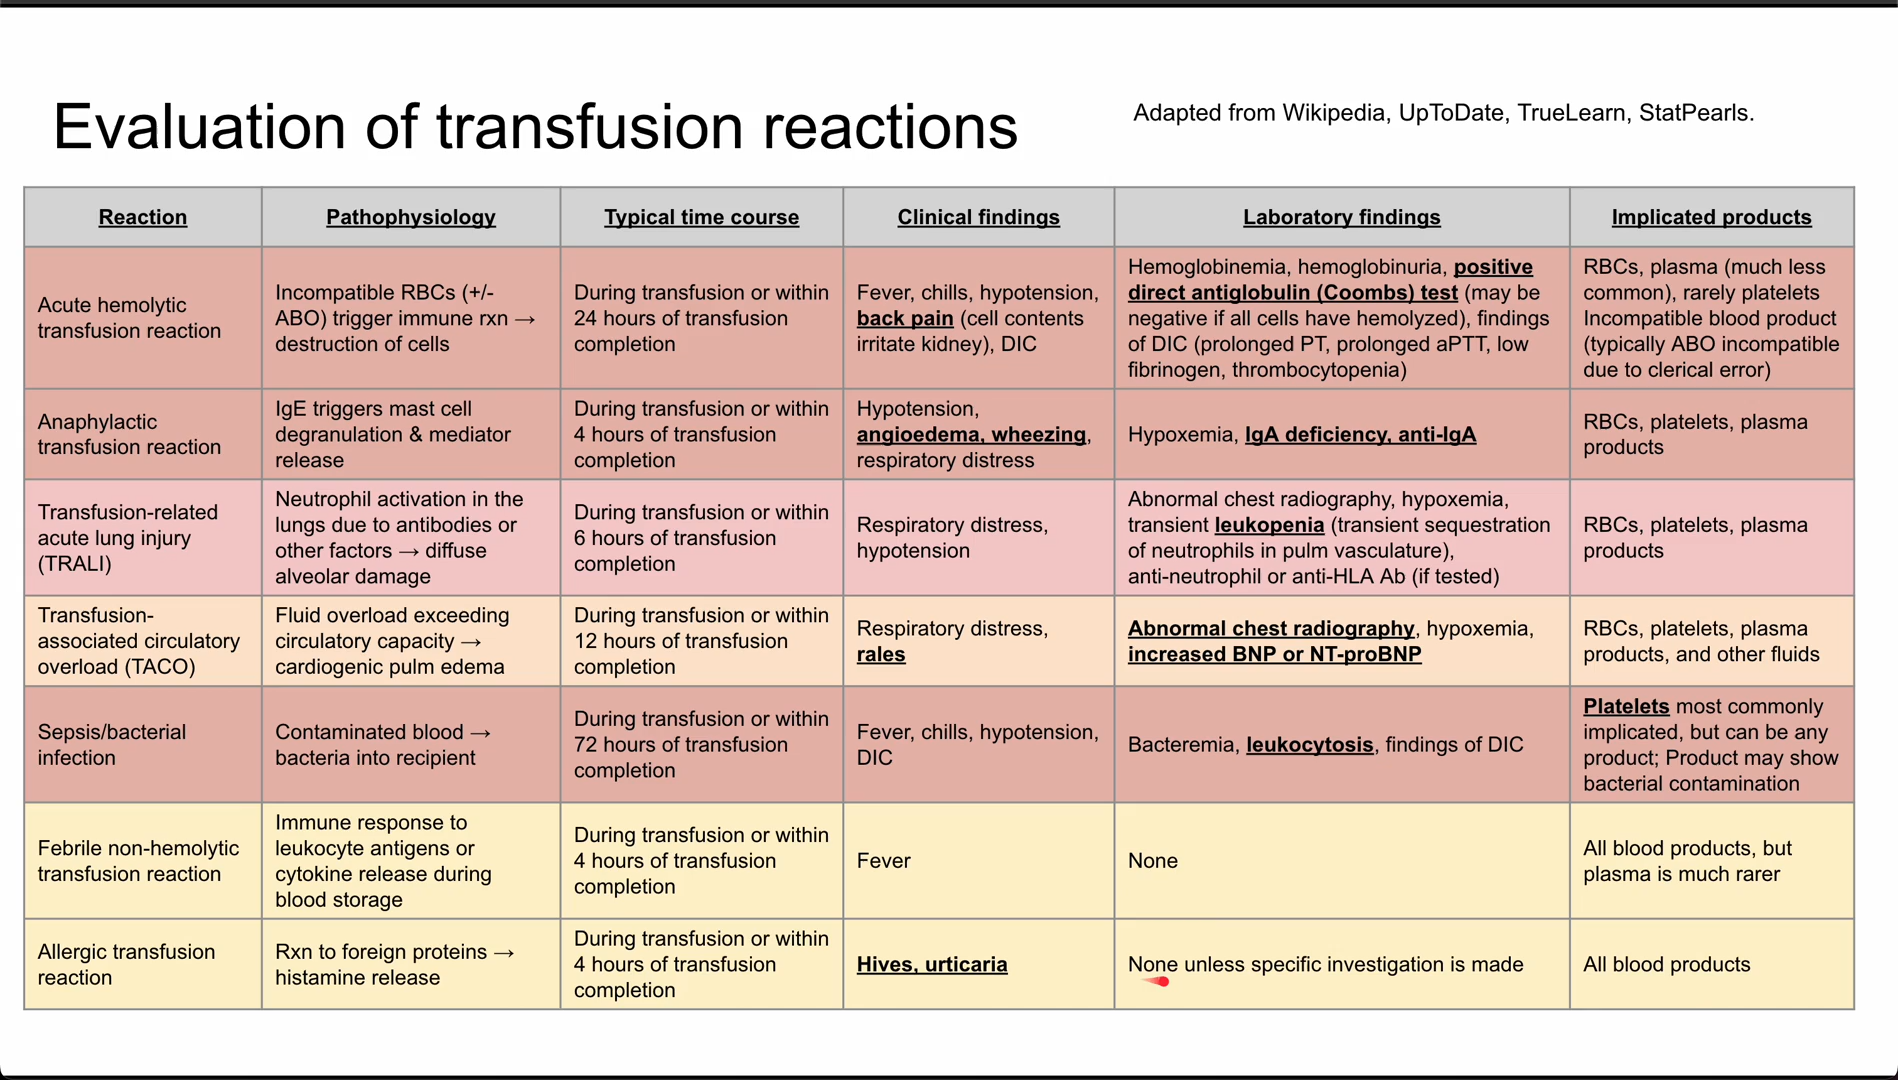 Evaluation of transfusion reactions
Adapted from Wikipedia, UpToDate, TrueLearn, StatPearls.
Reaction
Pathophysiology
Typical time course
Clinical findings
Laboratory findings
Implicated products
Acute hemolytic
transfusion reaction
Incompatible RBCs (+/-
ABO) trigger immune rxn →
destruction of cells
During transfusion or within
24 hours of transfusion
completion
Fever, chills, hypotension,
back pain (cell contents
irritate kidney), DIC
Hemoglobinemia, hemoglobinuria, positive
direct antiglobulin (Coombs) test (may be
negative if all cells have hemolyzed), findings
of DIC (prolonged PT, prolonged aPTT, low
fibrinogen, thrombocytopenia)
RBCs, plasma (much less
common), rarely platelets
Incompatible blood product
(typically ABO incompatible
due to clerical error)
Anaphylactic
transfusion reaction
IgE triggers mast cell
degranulation & mediator
release
During transfusion or within
4 hours of transfusion
completion
Hypotension,
angioedema, wheezing,
respiratory distress
Hypoxemia, IgA deficiency, anti-IgA
RBCs, platelets, plasma
products
Transfusion-related
acute lung injury
(TRALI)
Neutrophil activation in the
lungs due to antibodies or
other factors → diffuse
alveolar damage
During transfusion or within
6 hours of transfusion
completion
Respiratory distress,
hypotension
Abnormal chest radiography, hypoxemia,
transient leukopenia (transient sequestration
of neutrophils in pulm vasculature),
anti-neutrophil or anti-HLA Ab (if tested)
RBCs, platelets, plasma
products
Transfusion-
associated circulatory
overload (TACO)
Fluid overload exceeding
circulatory capacity →
cardiogenic pulm edema
During transfusion or within
12 hours of transfusion
completion
Respiratory distress,
rales
Abnormal chest radiography, hypoxemia,
increased BNP or NT-proBNP
RBCs, platelets, plasma
products, and other fluids
Sepsis/bacterial
infection
Contaminated blood →
bacteria into recipient
During transfusion or within
72 hours of transfusion
completion
Fever, chills, hypotension,
DIC
Bacteremia, leukocytosis, findings of DIC
Platelets most commonly
implicated, but can be any
product; Product may show
bacterial contamination
Febrile non-hemolytic
transfusion reaction
Immune response to
leukocyte antigens or
cytokine release during
blood storage
During transfusion or within
4 hours of transfusion
completion
Fever
None
All blood products, but
plasma is much rarer
Allergic transfusion
reaction
Rxn to foreign proteins →
histamine release
During transfusion or within
4 hours of transfusion
completion
Hives, urticaria
None unless specific investigation is made
All blood products